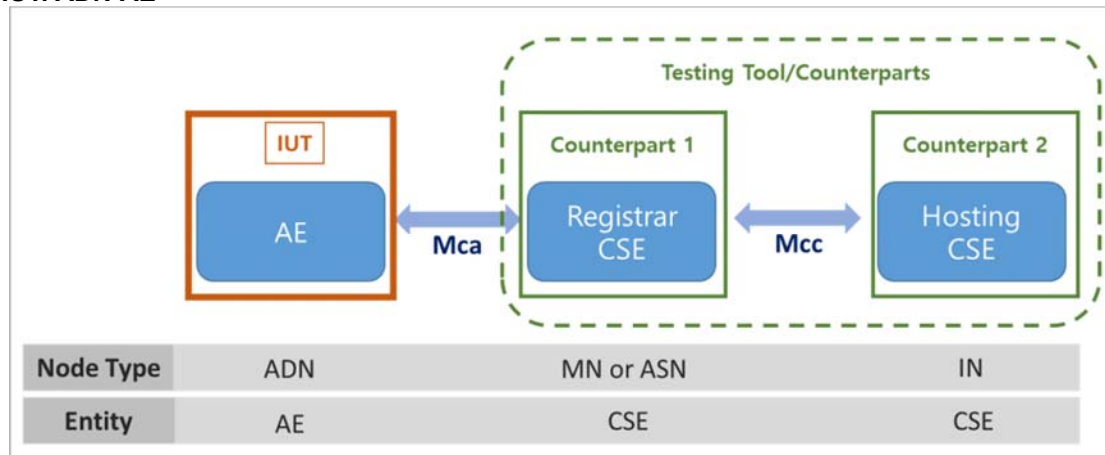 Testing Tool/Counterparts
IUT
Counterpart 1
Counterpart 2
AE
Mca
Registrar
CSE
Mcc
Hosting
CSE
Node Type ADN MN or ASN IN
Entity AE CSE CSE